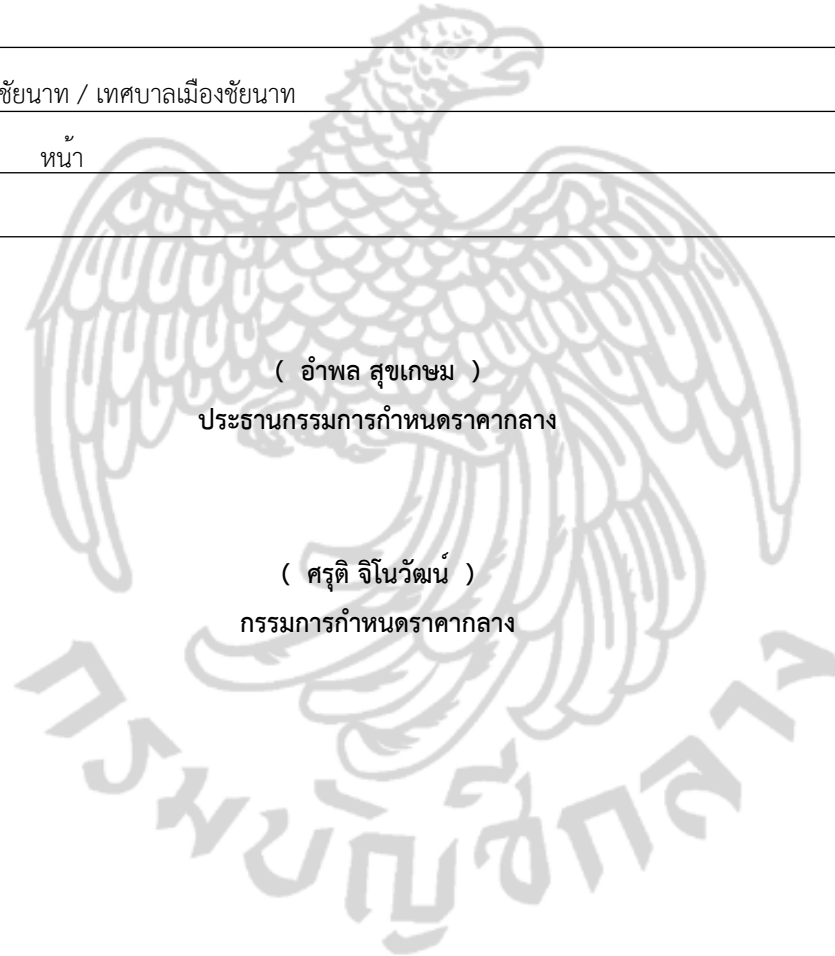 ชัยนาท / เทศบาลเมืองชัยนาท
หน้า
( อำพล สุขเกษม )
ประธานกรรมการกำหนดราคากลาง
( ศรุติ จิโนวัฒน์ )
กรรมการกำหนดราคากลาง
กรมบัญชีกลาง